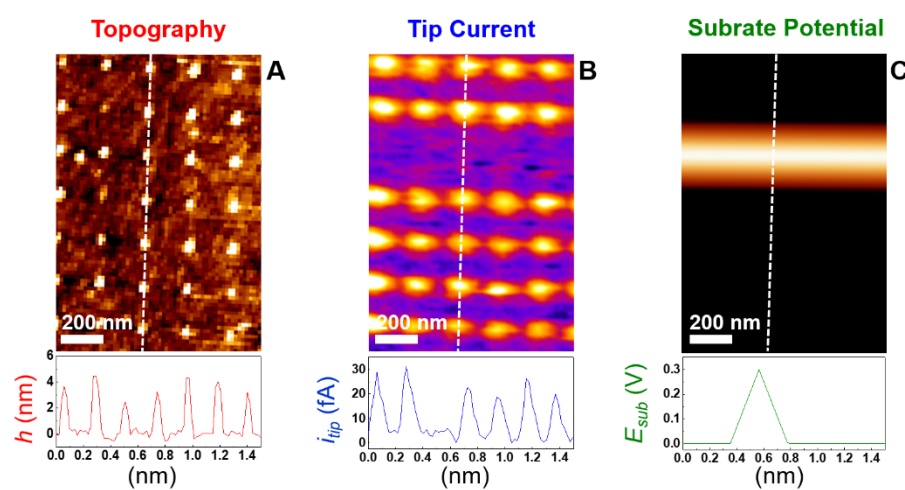 Topography
Tip Current
Subrate Potential
A
B
C
200 nm
200 nm
200 nm
6
4
2
0
h (nm)
0.0 0.2 0.4 0.6 0.8 1.0 1.2 1.4
(nm)
30
20
10
0
i_tip (fA)
0.0 0.2 0.4 0.6 0.8 1.0 1.2 1.4
(nm)
0.3
0.2
0.1
0.0
E_sub (V)
0.0 0.2 0.4 0.6 0.8 1.0 1.2 1.4
(nm)